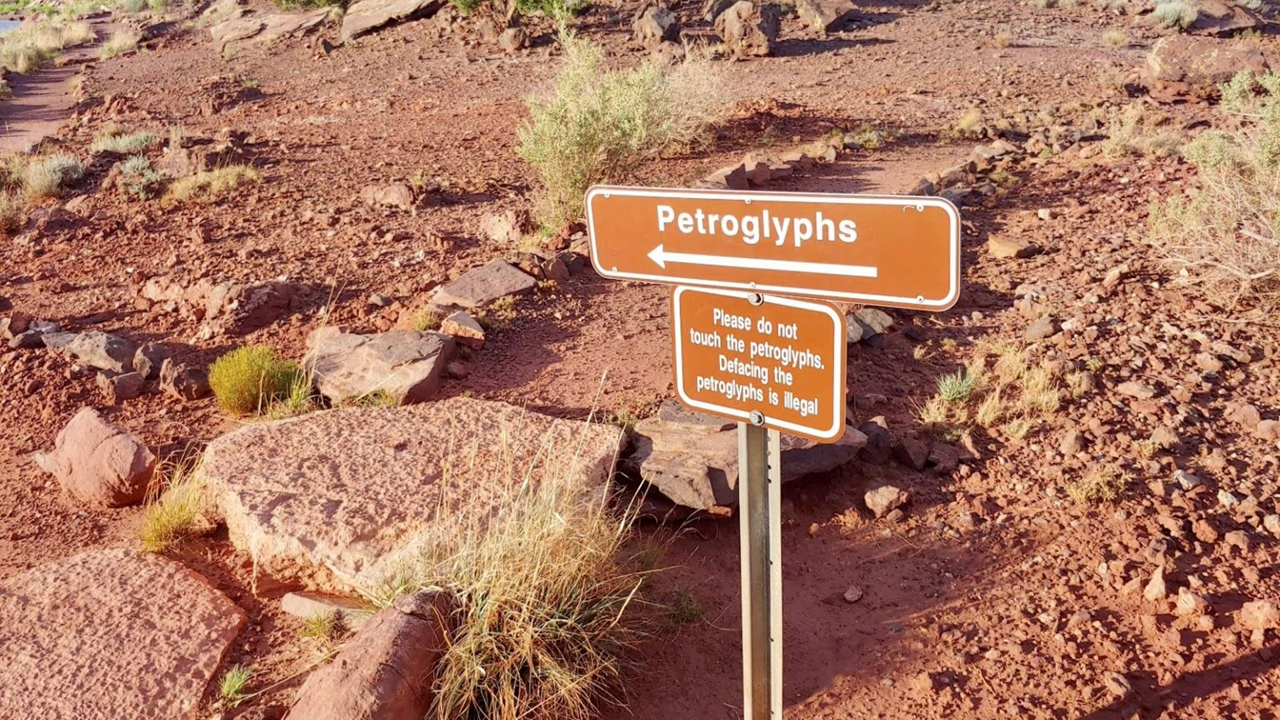 Petroglyphs
Please do not
touch the petroglyphs.
Defacing the
petroglyphs is illegal